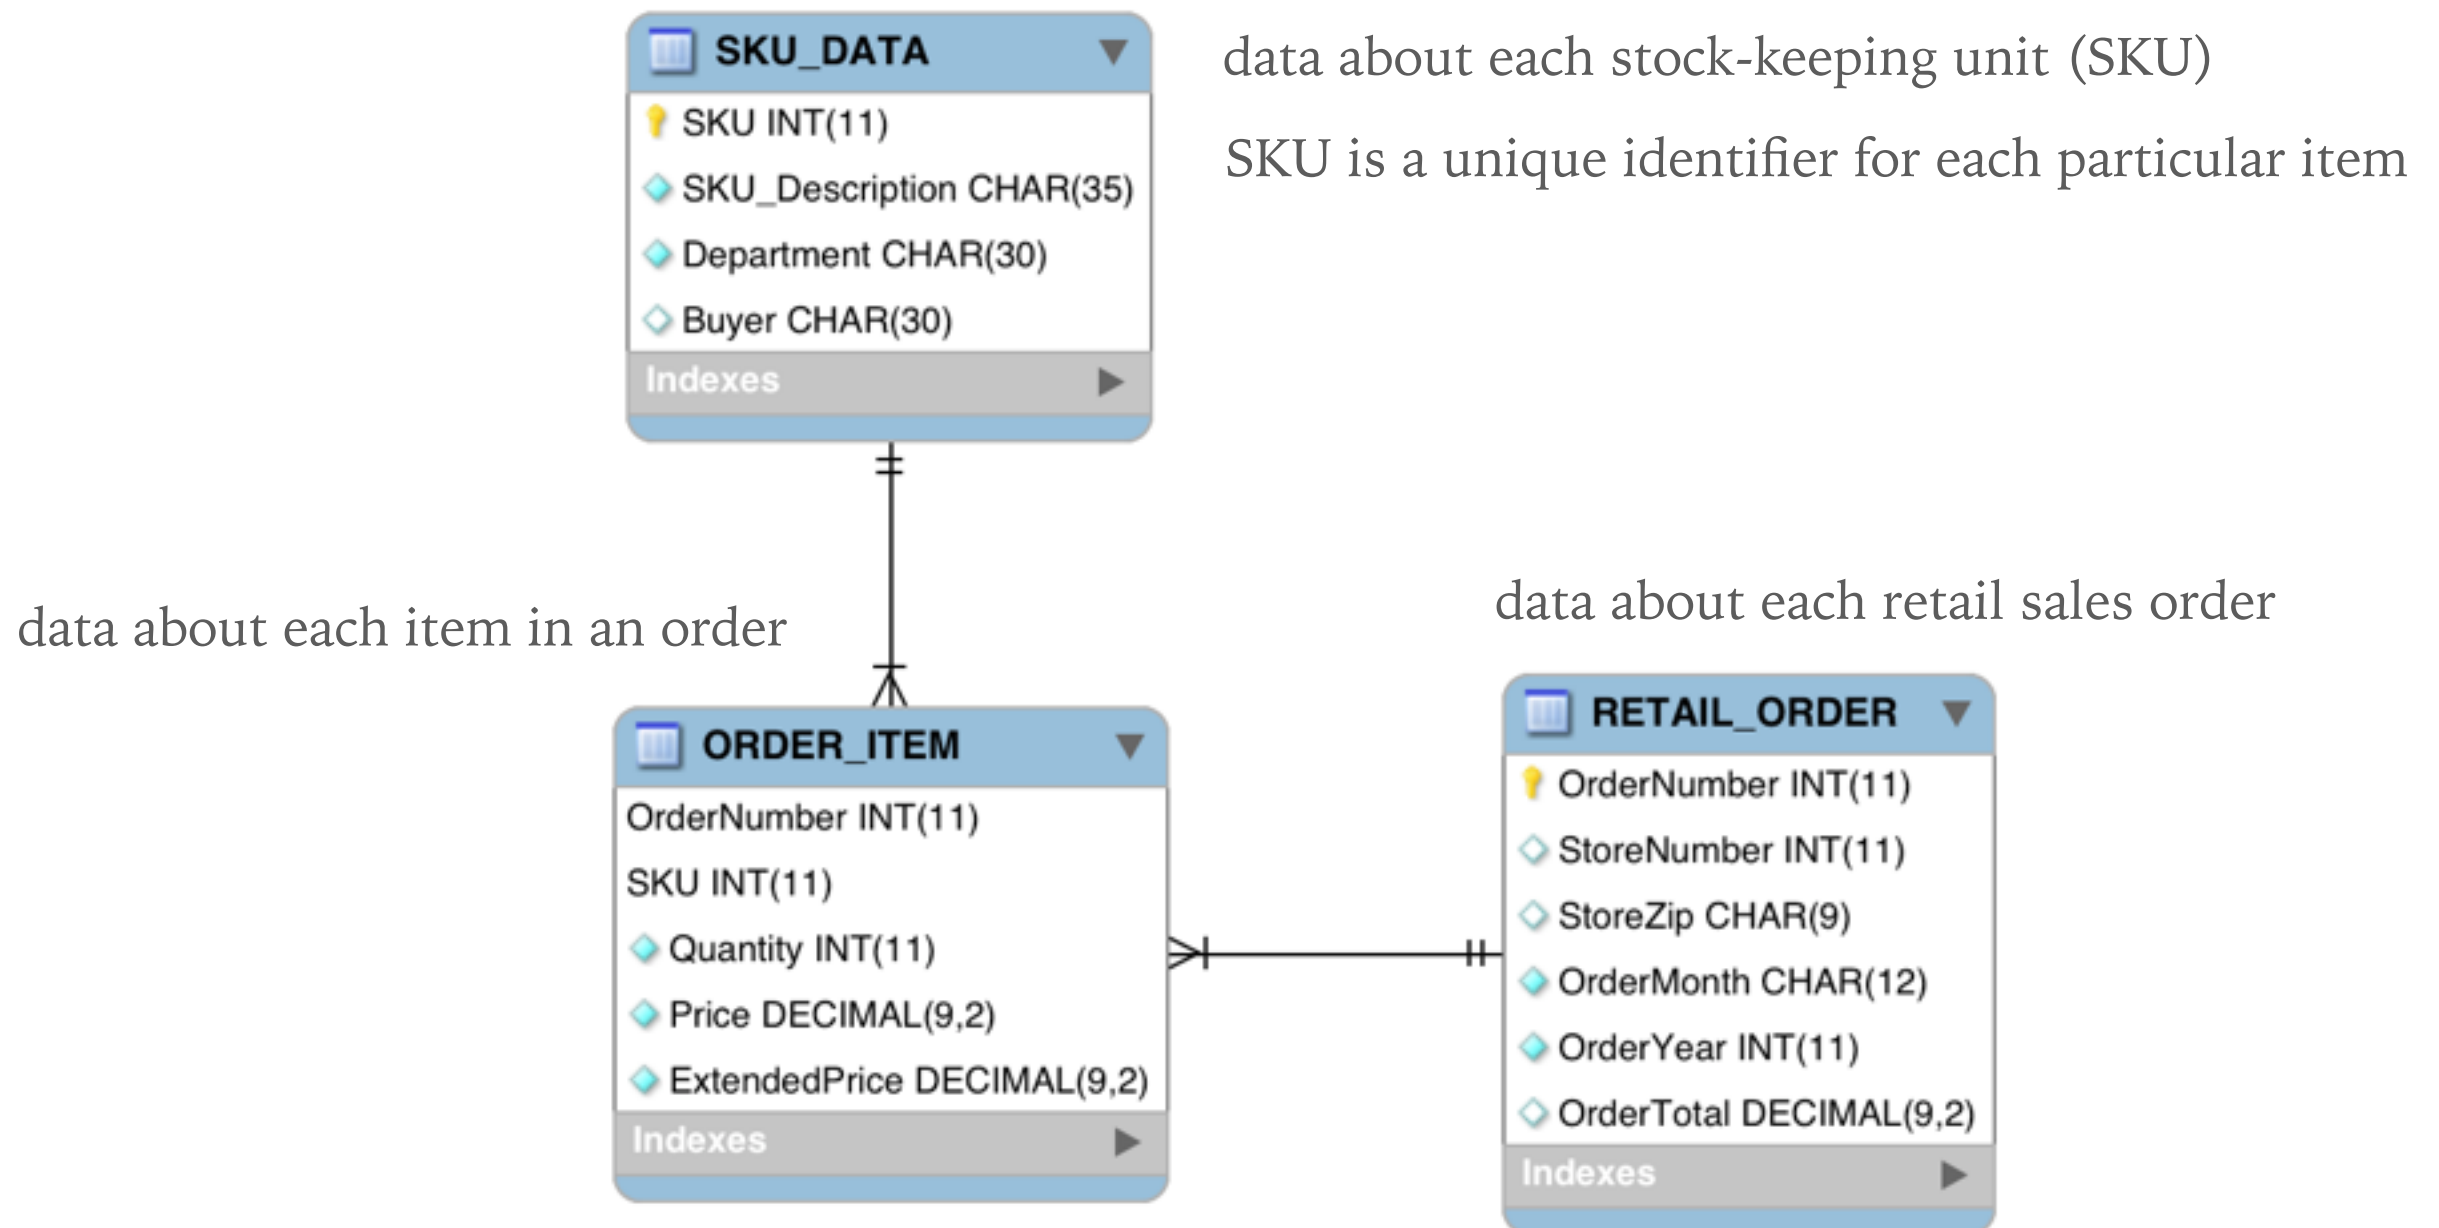 SKU_DATA
SKU INT(11)
SKU_Description CHAR(35)
Department CHAR(30)
Buyer CHAR(30)
Indexes
data about each stock-keeping unit (SKU)
SKU is a unique identifier for each particular item
data about each item in an order
ORDER_ITEM
OrderNumber INT(11)
SKU INT(11)
Quantity INT(11)
Price DECIMAL(9,2)
ExtendedPrice DECIMAL(9,2)
Indexes
data about each retail sales order
RETAIL_ORDER
OrderNumber INT(11)
StoreNumber INT(11)
StoreZip CHAR(9)
OrderMonth CHAR(12)
OrderYear INT(11)
OrderTotal DECIMAL(9,2)
Indexes